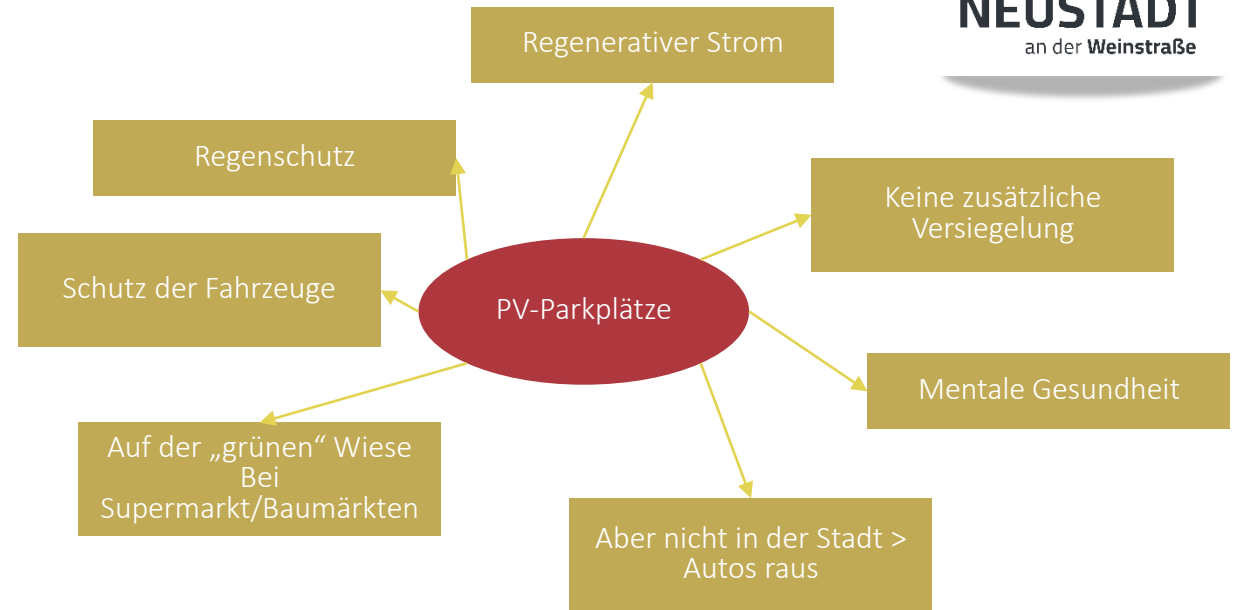 NEUSTADT
an der Weinstraße
Regenerativer Strom
Regenschutz
Keine zusätzliche
Versiegelung
Schutz der Fahrzeuge
PV-Parkplätze
Mentale Gesundheit
Auf der „grünen“ Wiese
Bei
Supermarkt/Baumärkten
Aber nicht in der Stadt >
Autos raus